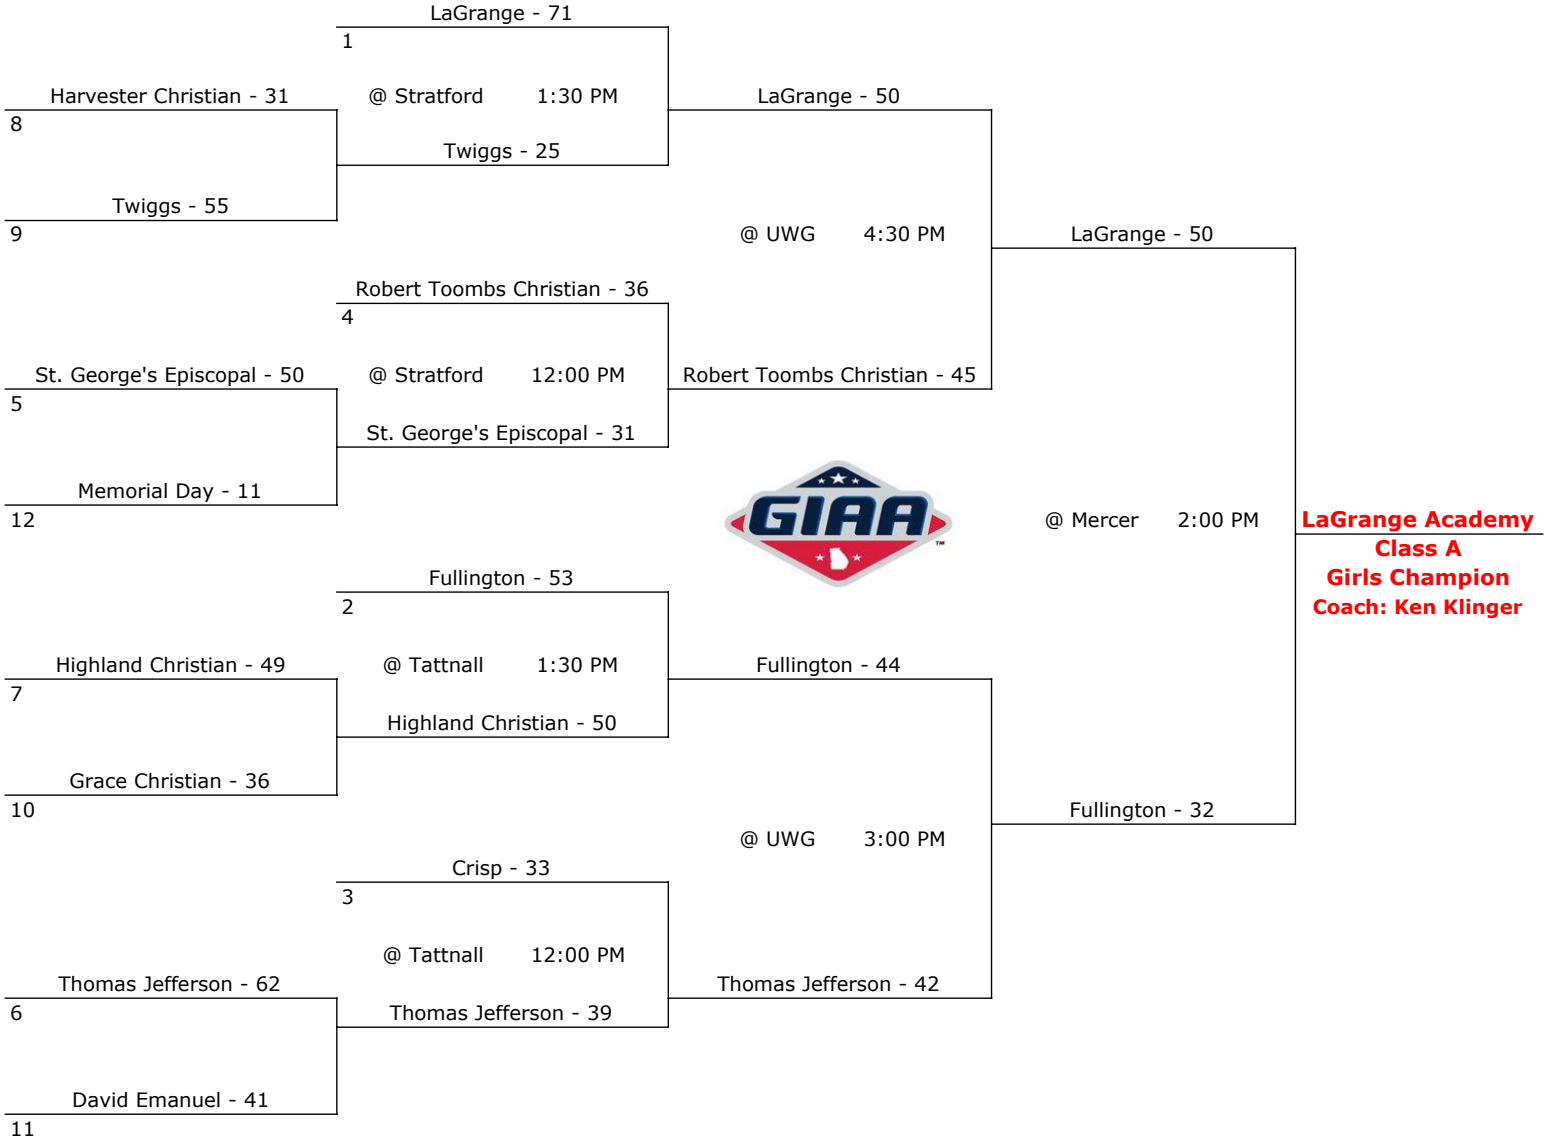 LaGrange - 71
1
Harvester Christian - 31
@ Stratford 1:30 PM
LaGrange - 50
8
Twiggs - 25
Twiggs - 55
9
@ UWG 4:30 PM
LaGrange - 50
Robert Toombs Christian - 36
4
St. George's Episcopal - 50
@ Stratford 12:00 PM
Robert Toombs Christian - 45
5
St. George's Episcopal - 31
Memorial Day - 11
12
GIAA
TM
@ Mercer 2:00 PM
LaGrange Academy
Class A
Girls Champion
Coach: Ken Klinger
Fullington - 53
2
Highland Christian - 49
@ Tattnall 1:30 PM
Fullington - 44
7
Highland Christian - 50
Grace Christian - 36
10
Fullington - 32
@ UWG 3:00 PM
Crisp - 33
3
@ Tattnall 12:00 PM
Thomas Jefferson - 62
Thomas Jefferson - 42
6
Thomas Jefferson - 39
David Emanuel - 41
11